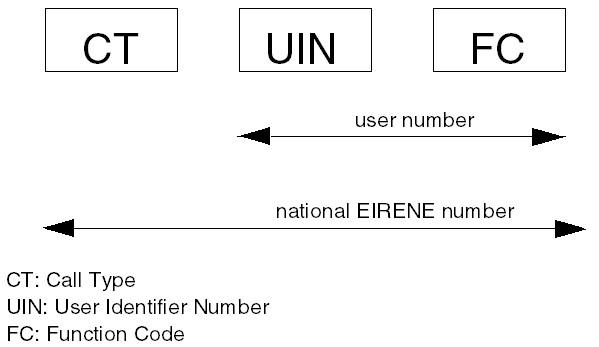 CT UIN FC
user number
national EIRENE number
CT: Call Type
UIN: User Identifier Number
FC: Function Code